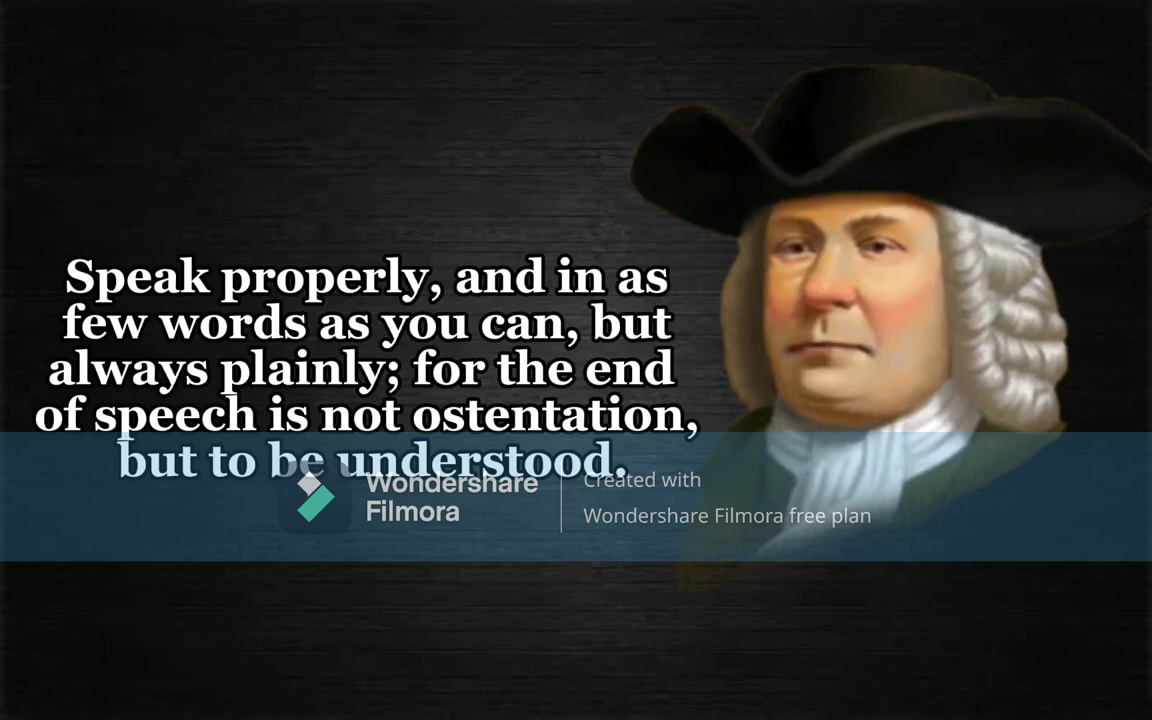 Speak properly, and in as
few words as you can, but
always plainly; for the end
of speech is not ostentation,
but to be understood.
Wondershare
Filmora
Created with
Wondershare Filmora free plan